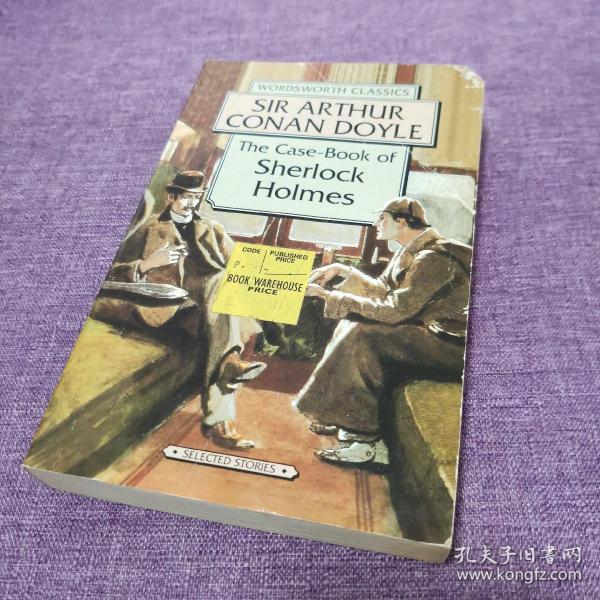 WORDSWORTH CLASSICS
SIR ARTHUR
CONAN DOYLE
The Case-Book of
Sherlock
Holmes
CODE
PUBLISHED
PRICE
P.
BOOK WAREHOUSE
PRICE
SELECTED STORIES
孔夫子旧書网
www.kongfz.com